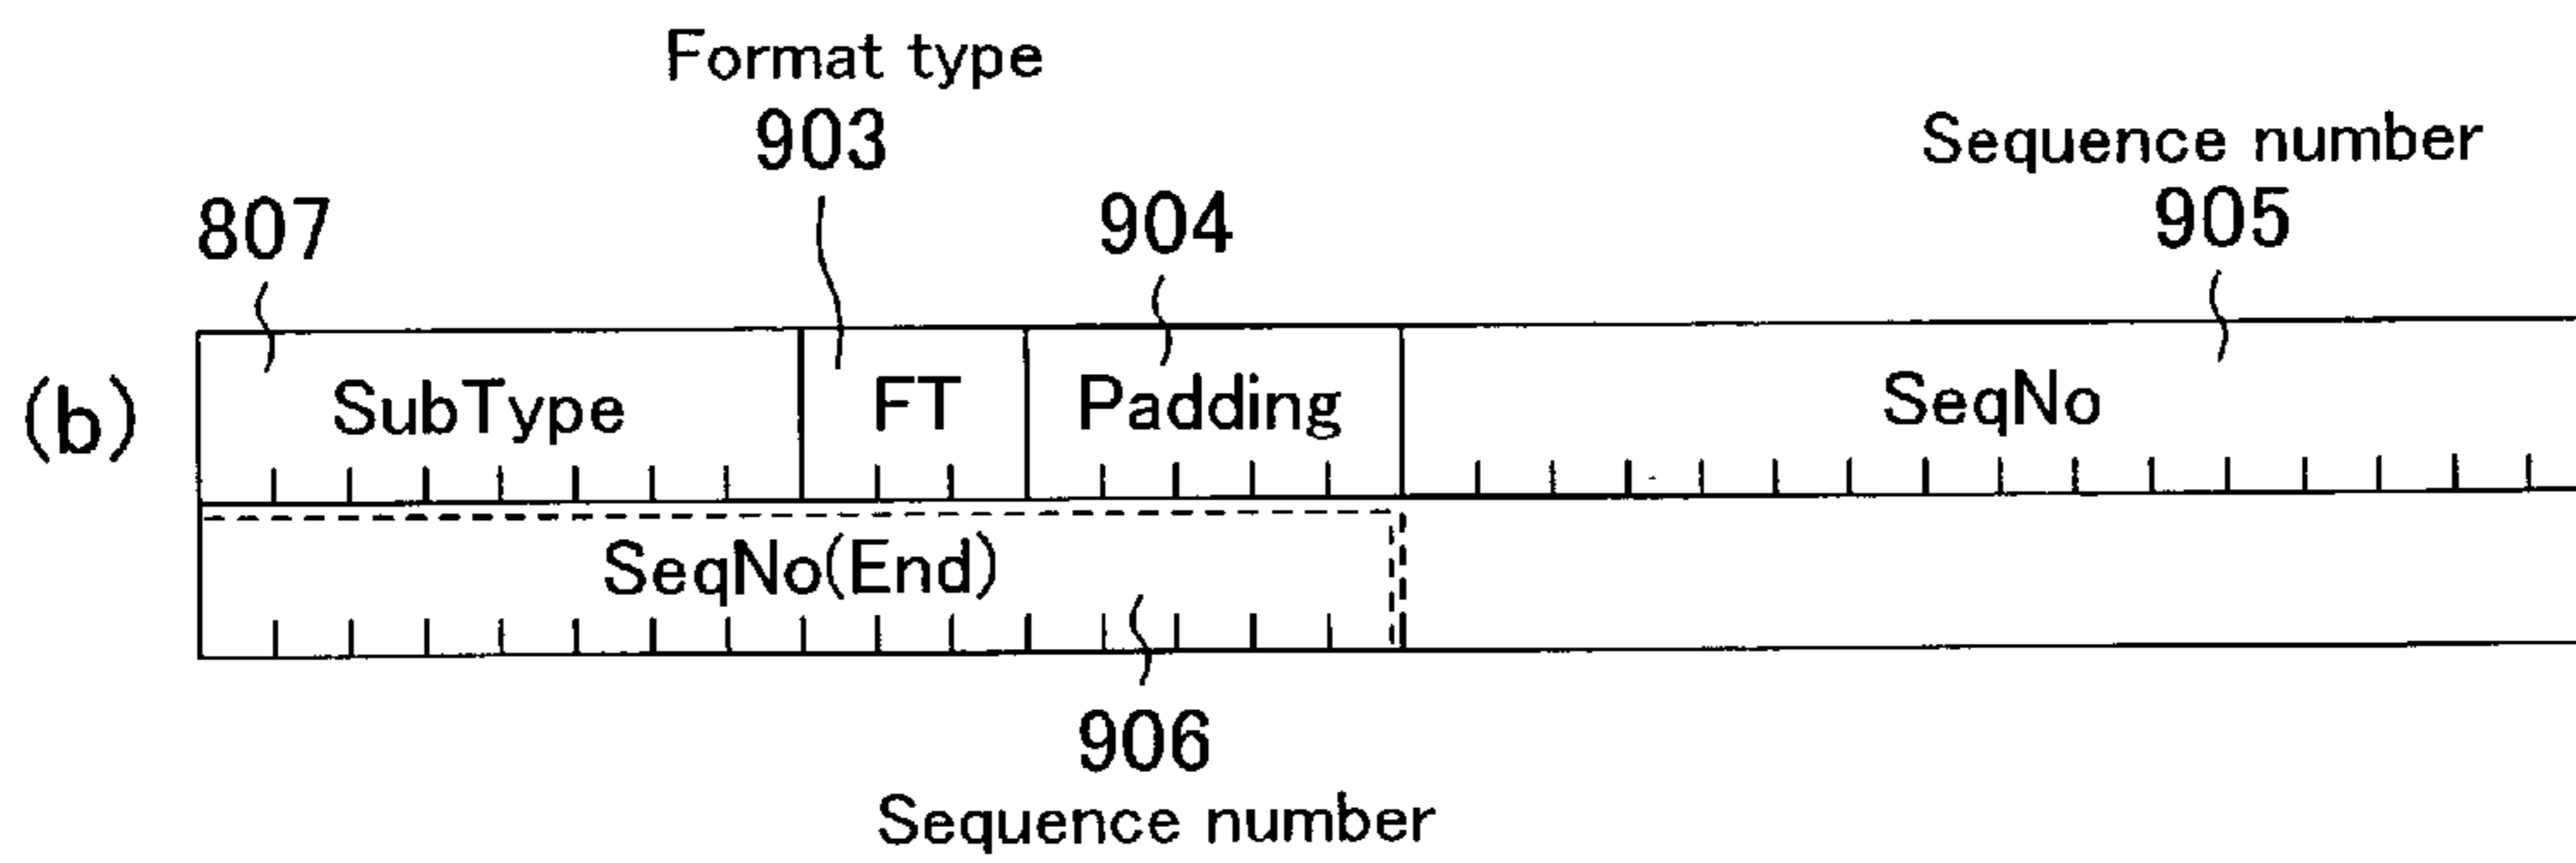 Format type
903
Sequence number
905
807
904
(b)
SubType
FT
Padding
SeqNo
SeqNo(End)
906
Sequence number